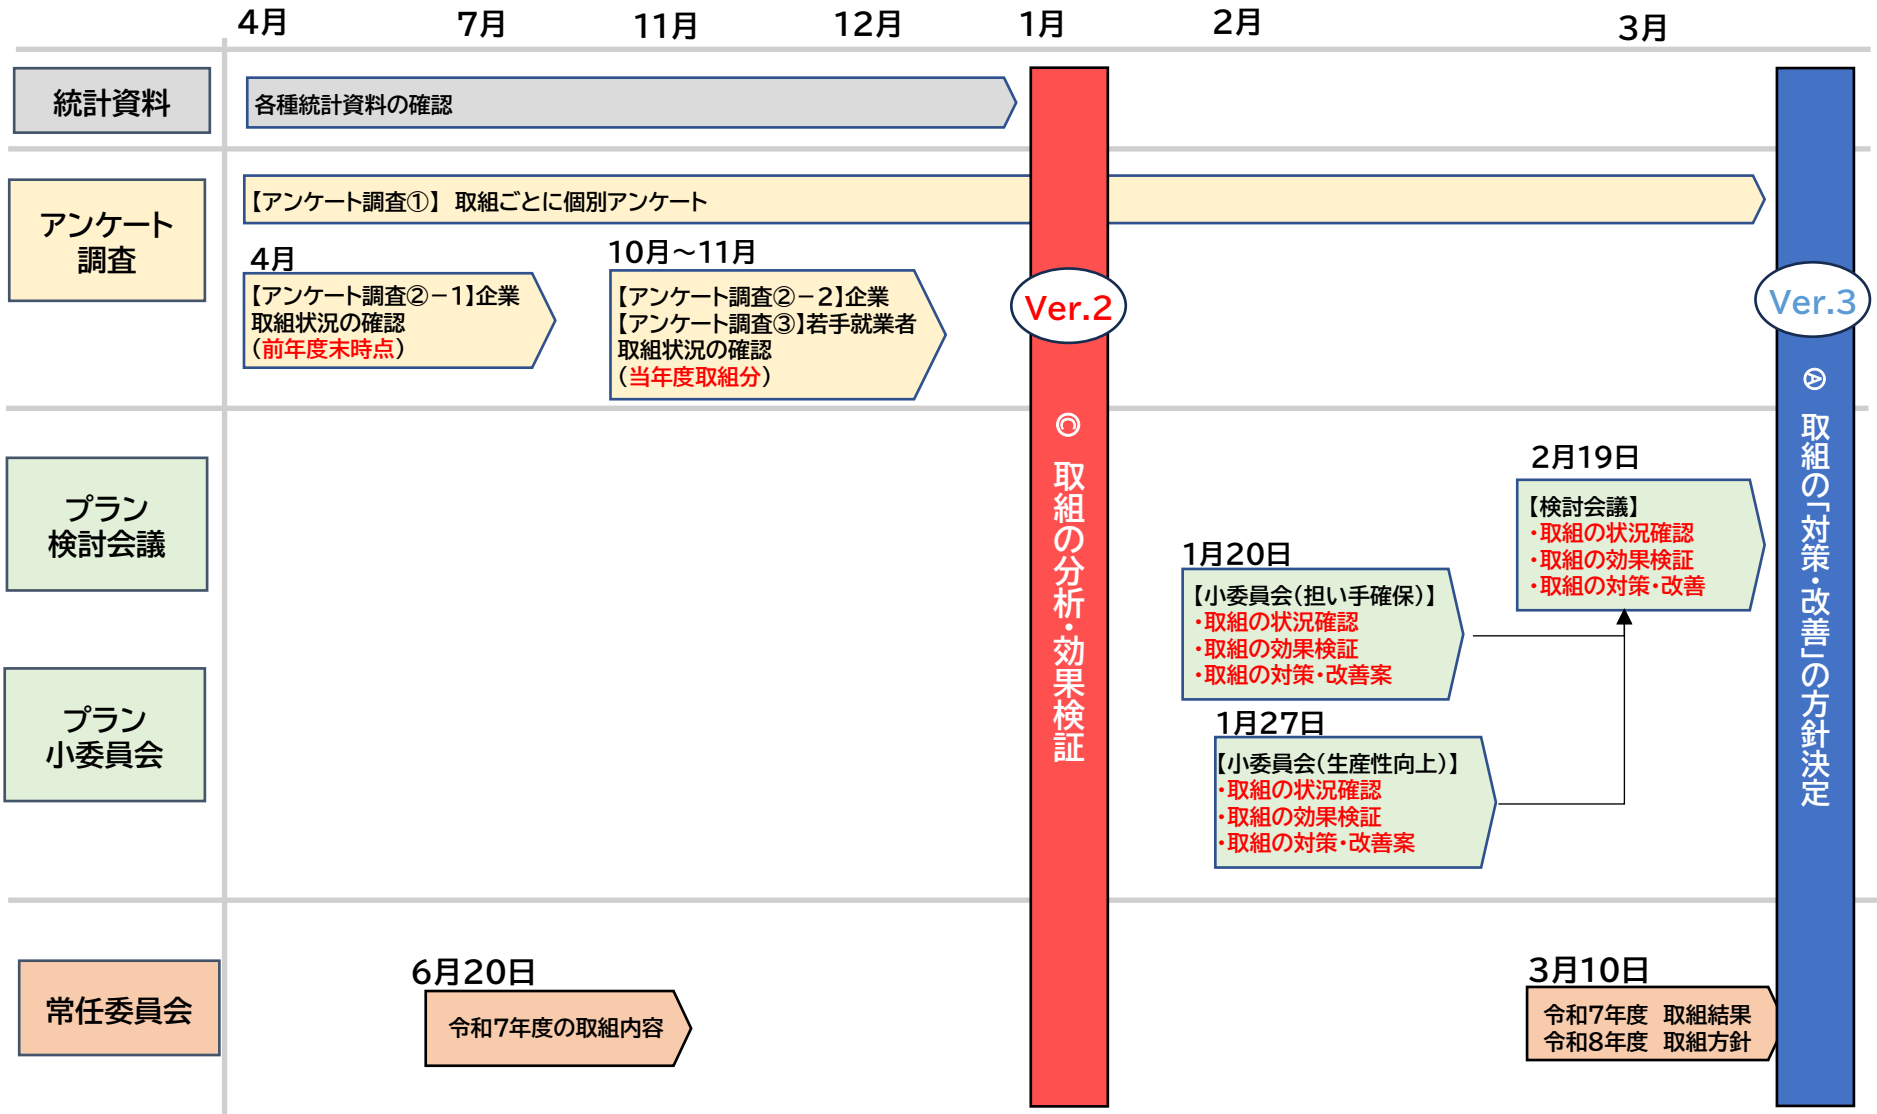 4月
7月
11月
12月
1月
2月
3月
統計資料
各種統計資料の確認
アンケート
調査
【アンケート調査①】 取組ごとに個別アンケート
4月
【アンケート調査②－1】企業
取組状況の確認
（前年度末時点）
10月～11月
【アンケート調査②－2】企業
【アンケート調査③】若手就業者
取組状況の確認
（当年度取組分）
Ver.2
Ⓒ 取組の分析・効果検証
Ver.3
Ⓐ 取組の「対策・改善」の方針決定
プラン
検討会議
2月19日
【検討会議】
・取組の状況確認
・取組の効果検証
・取組の対策・改善
プラン
小委員会
1月20日
【小委員会（担い手確保）】
・取組の状況確認
・取組の効果検証
・取組の対策・改善案
1月27日
【小委員会（生産性向上）】
・取組の状況確認
・取組の効果検証
・取組の対策・改善案
常任委員会
6月20日
令和7年度の取組内容
3月10日
令和7年度 取組結果
令和8年度 取組方針